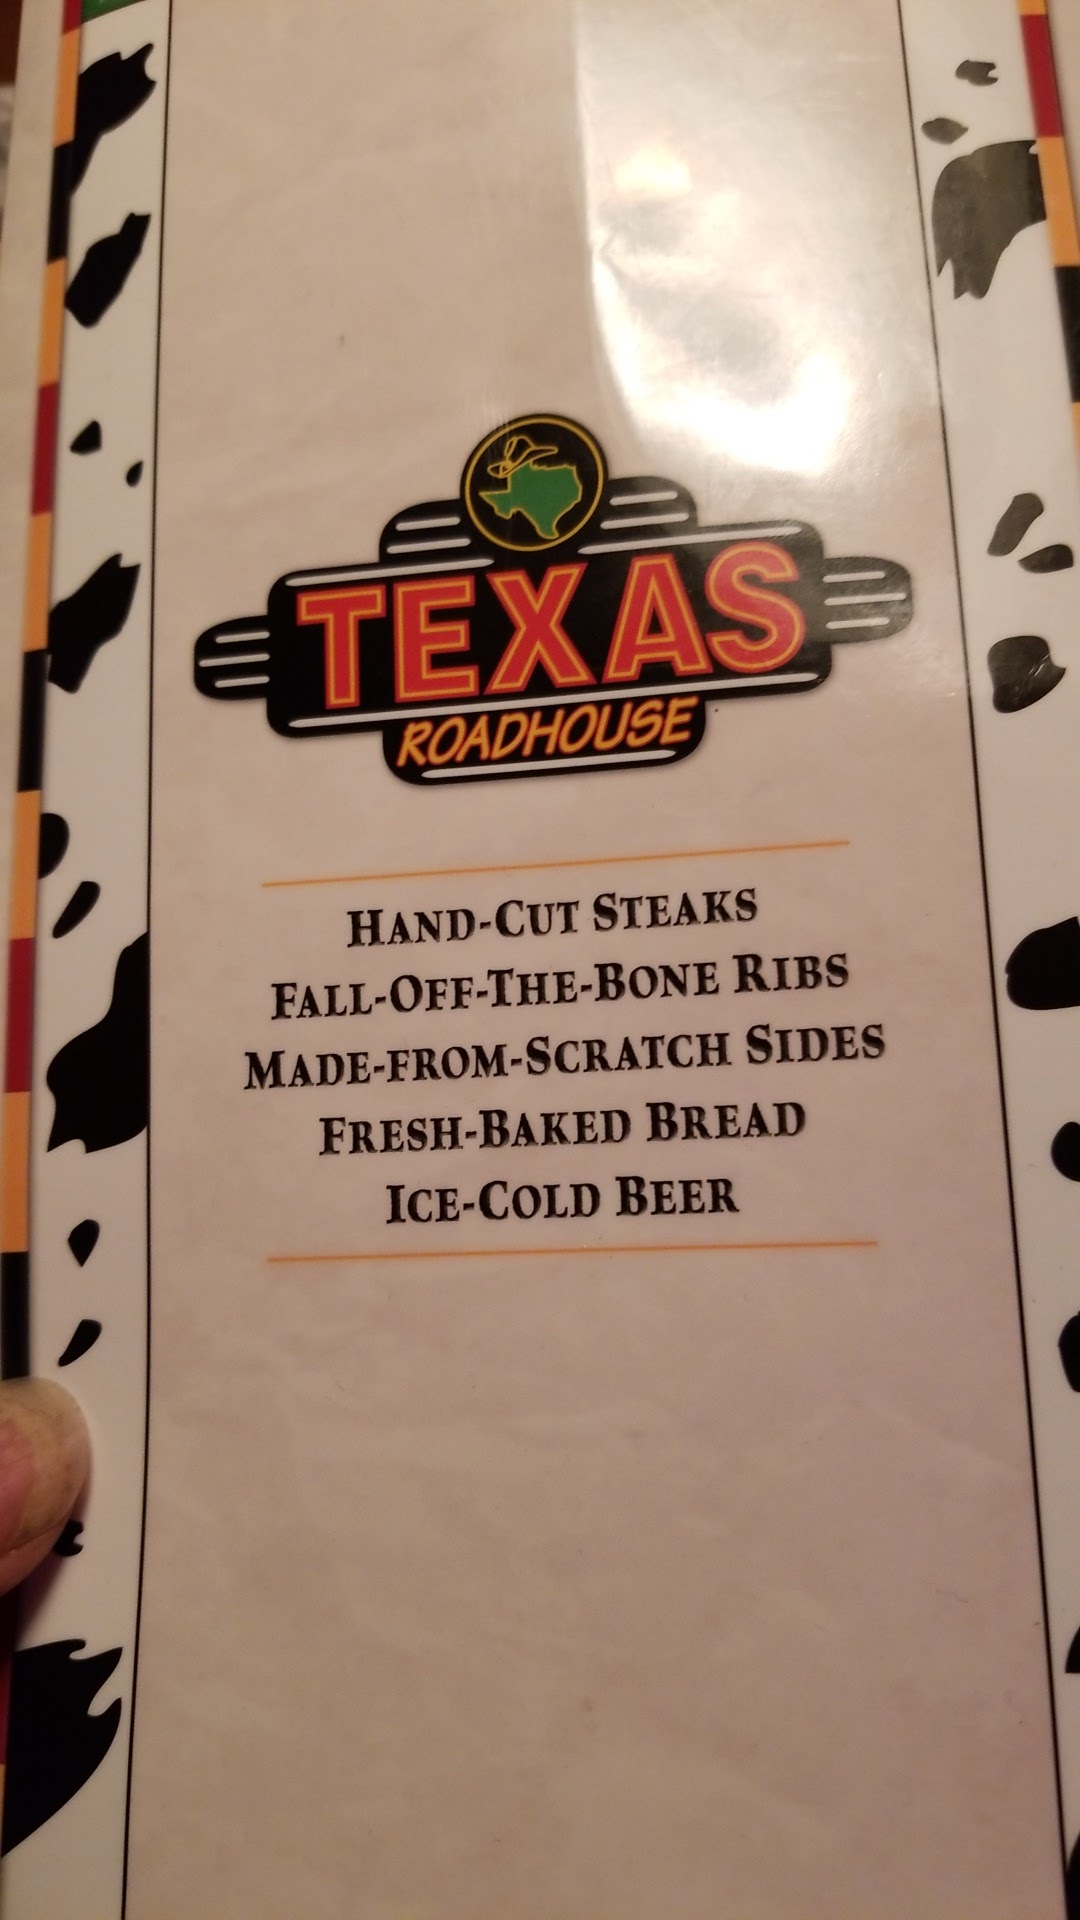 TEXAS
ROADHOUSE
HAND-CUT STEAKS
FALL-OFF-THE-BONE RIBS
MADE-FROM-SCRATCH SIDES
FRESH-BAKED BREAD
ICE-COLD BEER